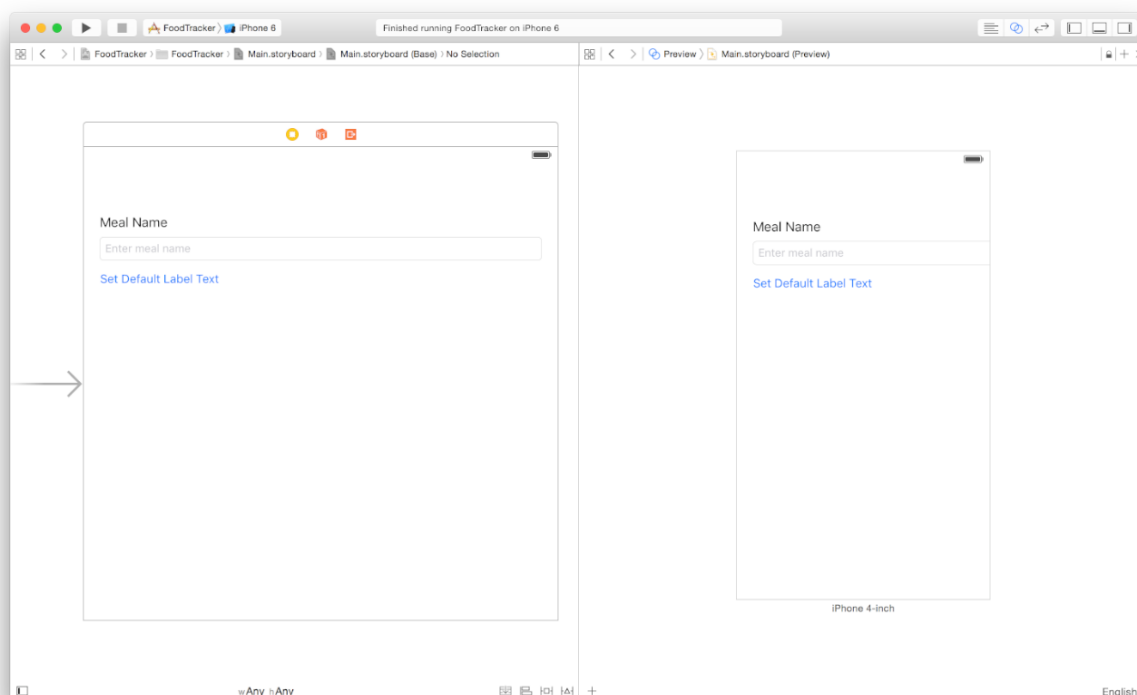 FoodTracker iPhone 6 Finished running FoodTracker on iPhone 6
FoodTracker FoodTracker Main.storyboard Main.storyboard (Base) No Selection
Preview Main.storyboard (Preview)
Meal Name
Enter meal name
Set Default Label Text
Meal Name
Enter meal name
Set Default Label Text
iPhone 4-inch
wAny hAny
English